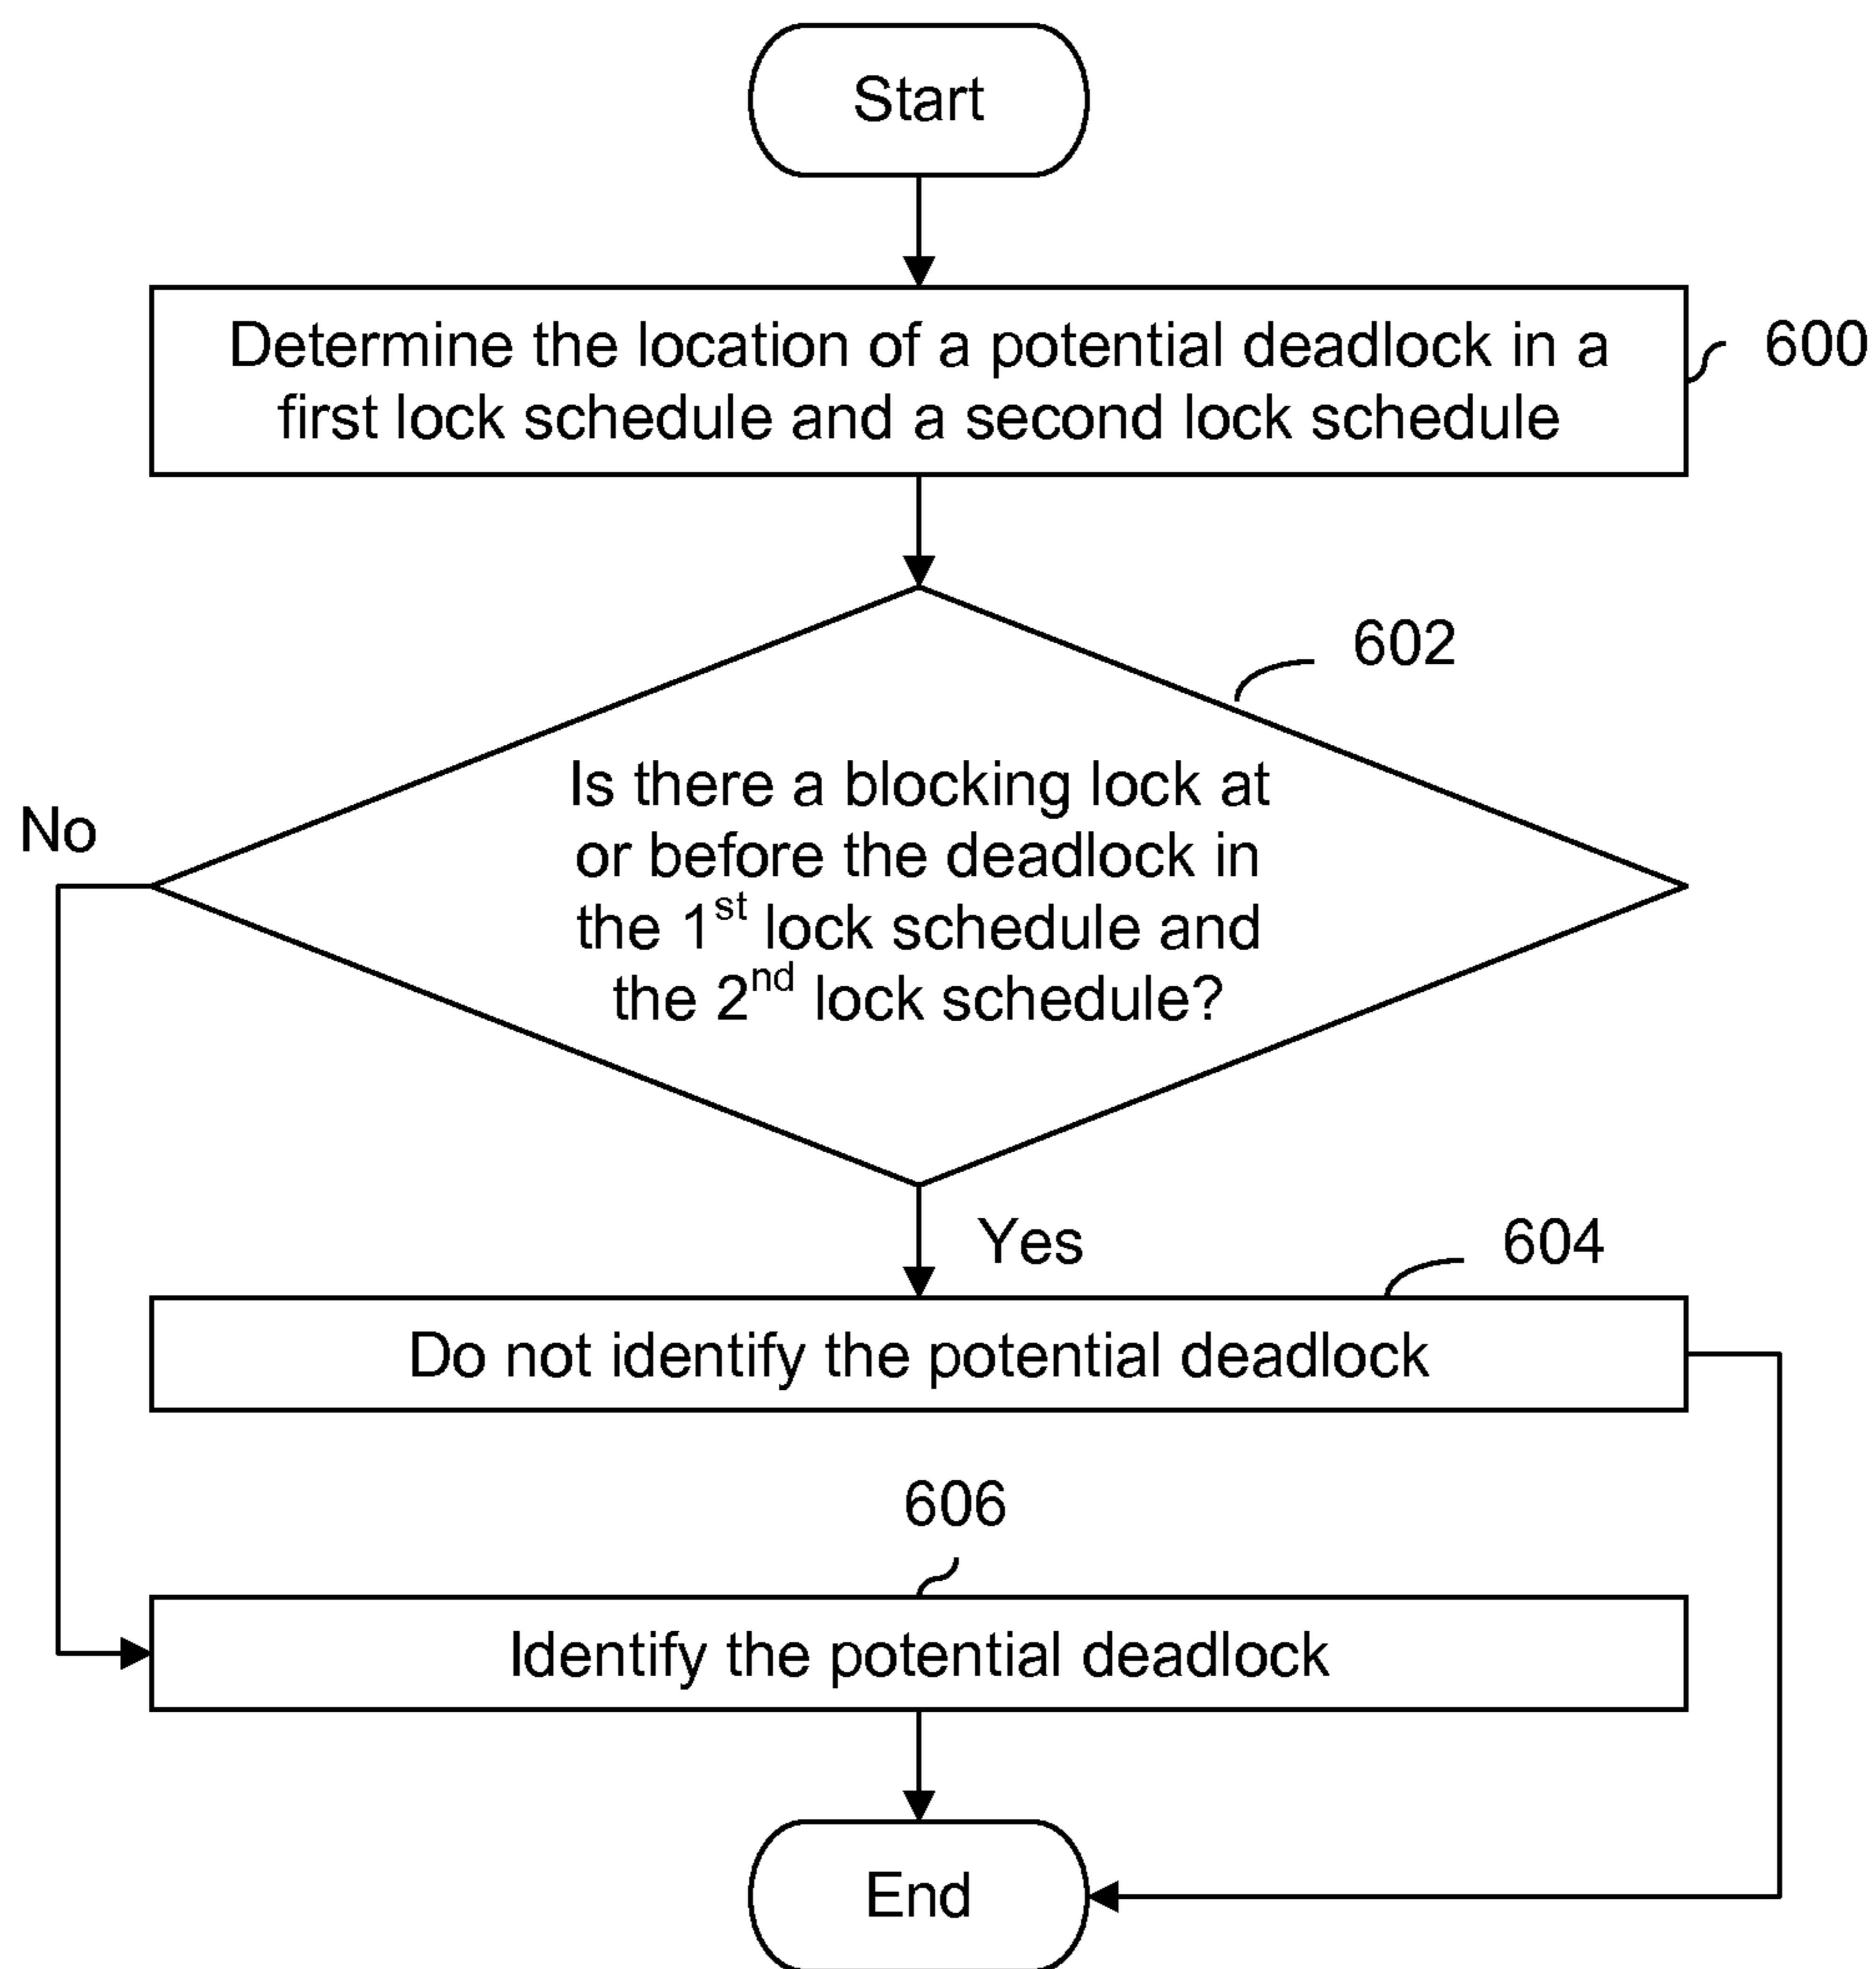 Start
Determine the location of a potential deadlock in a
first lock schedule and a second lock schedule
600
602
Is there a blocking lock at
or before the deadlock in
the 1st lock schedule and
the 2nd lock schedule?
No
Yes
604
Do not identify the potential deadlock
606
Identify the potential deadlock
End